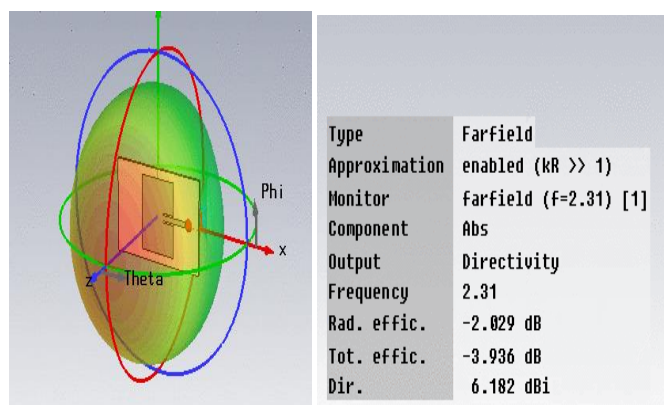 Phi
x
z
Theta
Type Farfield
Approximation enabled (kR >> 1)
Monitor farfield (f=2.31) [1]
Component Abs
Output Directivity
Frequency 2.31
Rad. effic. -2.029 dB
Tot. effic. -3.936 dB
Dir. 6.182 dBi